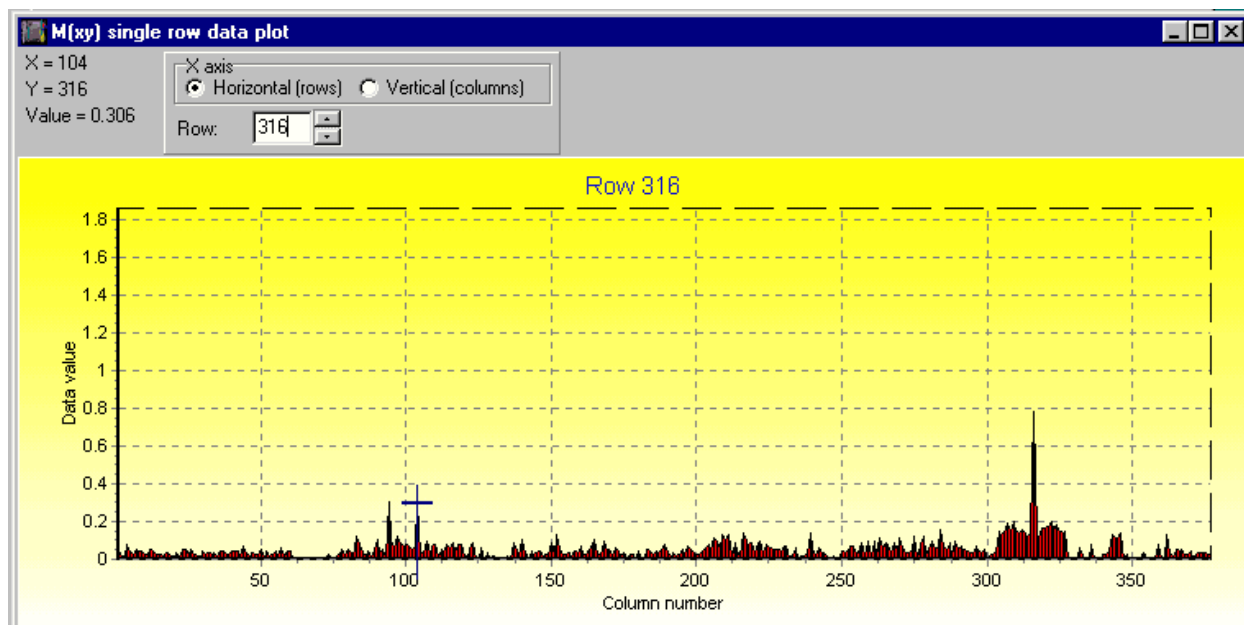 M(xy) single row data plot
X = 104
Y = 316
Value = 0.306
X axis
Horizontal (rows) Vertical (columns)
Row: 316
Row 316
1.8
1.6
1.4
1.2
1
0.8
0.6
0.4
0.2
0
Data value
50 100 150 200 250 300 350
Column number